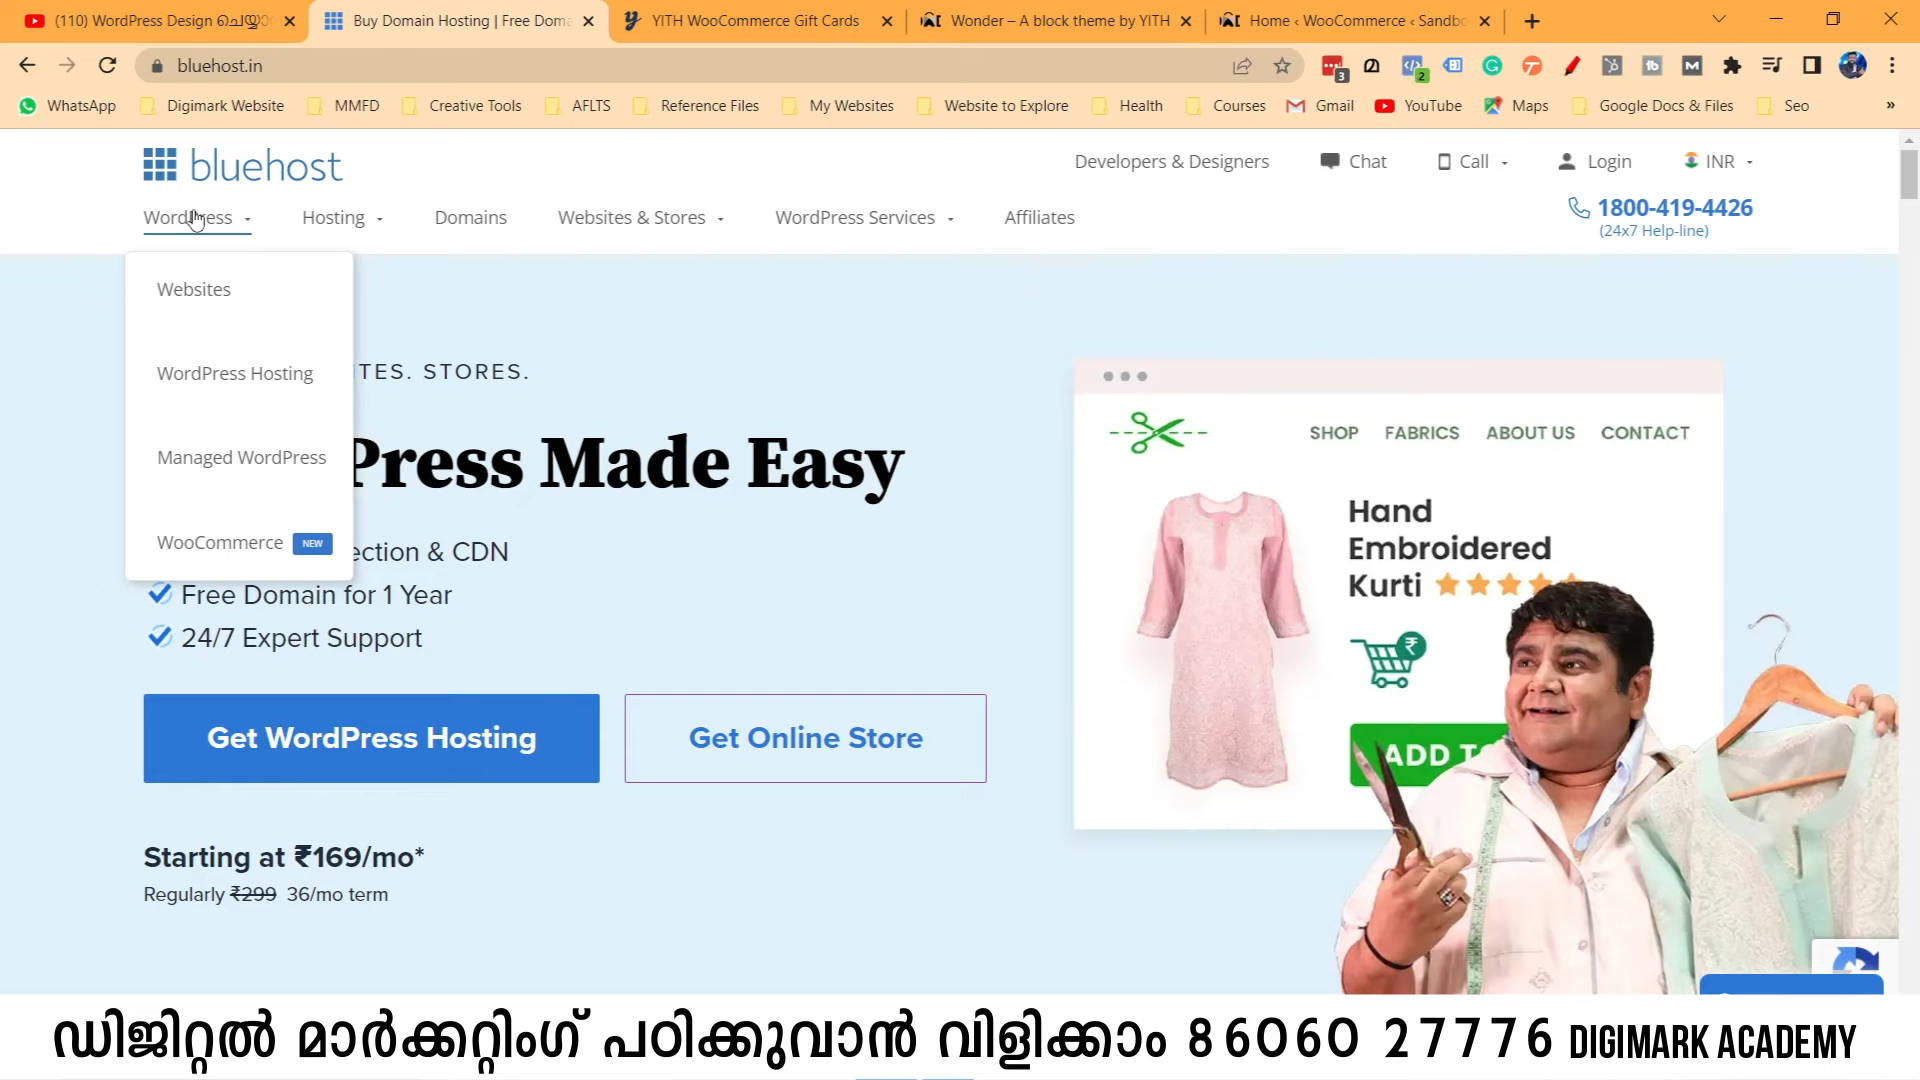 (110) WordPress Design
Buy Domain Hosting | Free Doma
YITH WooCommerce Gift Cards
Wonder – A block theme by YITH
Home ‹ WooCommerce ‹ Sandbo
bluehost.in
3
2
WhatsApp
Digimark Website
MMFD
Creative Tools
AFLTS
Reference Files
My Websites
Website to Explore
Health
Courses
Gmail
YouTube
Maps
Google Docs & Files
Seo
»
bluehost
Developers & Designers
Chat
Call
Login
INR
WordPress
Hosting
Domains
Websites & Stores
WordPress Services
Affiliates
1800-419-4426
(24x7 Help-line)
Websites
WordPress Hosting
Managed WordPress
WooCommerce NEW
TES. STORES.
Press Made Easy
ection & CDN
Free Domain for 1 Year
24/7 Expert Support
Get WordPress Hosting
Get Online Store
Starting at ₹169/mo*
Regularly ₹299 36/mo term
SHOP
FABRICS
ABOUT US
CONTACT
Hand
Embroidered
Kurti
₹
ADD T
ഡിജിറ്റൽ മാർക്കറ്റിംഗ് പഠിക്കുവാൻ വിളിക്കാം 86060 27776 DIGIMARK ACADEMY